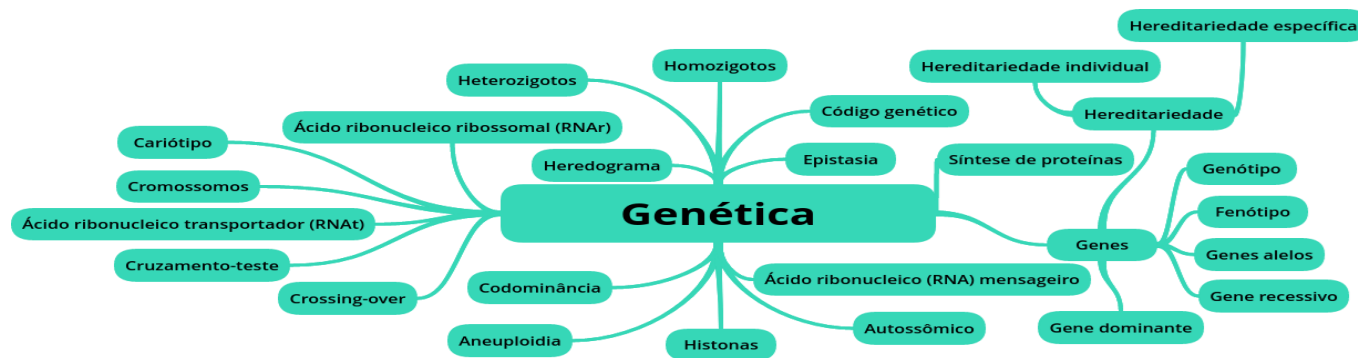 Hereditariedade específica
Homozigotos
Hereditariedade individual
Heterozigotos
Código genético
Hereditariedade
Ácido ribonucleico ribossomal (RNAr)
Cariótipo
Heredograma
Epistasia
Síntese de proteínas
Genótipo
Cromossomos
Genética
Fenótipo
Ácido ribonucleico transportador (RNAt)
Genes
Genes alelos
Cruzamento-teste
Ácido ribonucleico (RNA) mensageiro
Codominância
Gene recessivo
Crossing-over
Autossômico
Gene dominante
Aneuploidia
Histonas